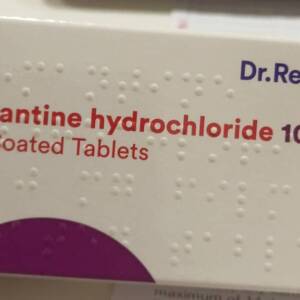 Dr.Re
antine hydrochloride 10
oated Tablets